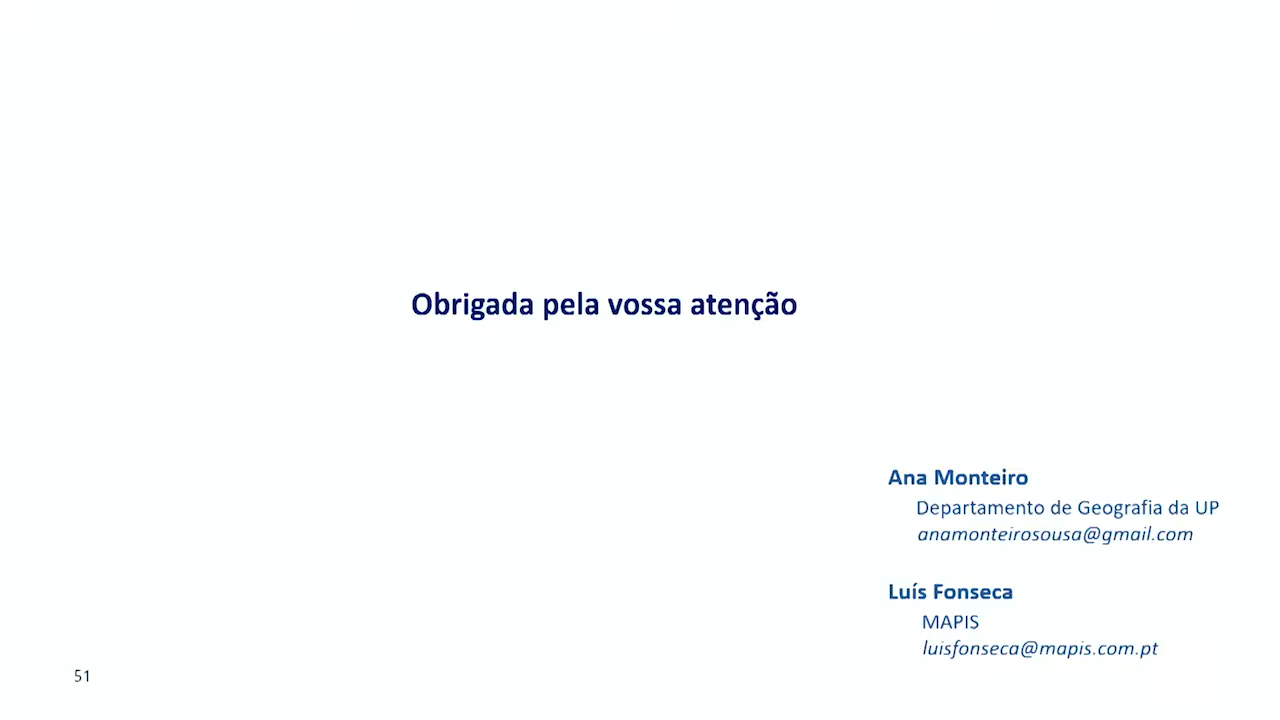 Obrigada pela vossa atenção
Ana Monteiro
Departamento de Geografia da UP
anamonteirosousa@gmail.com
Luís Fonseca
MAPIS
luisfonseca@mapis.com.pt
51